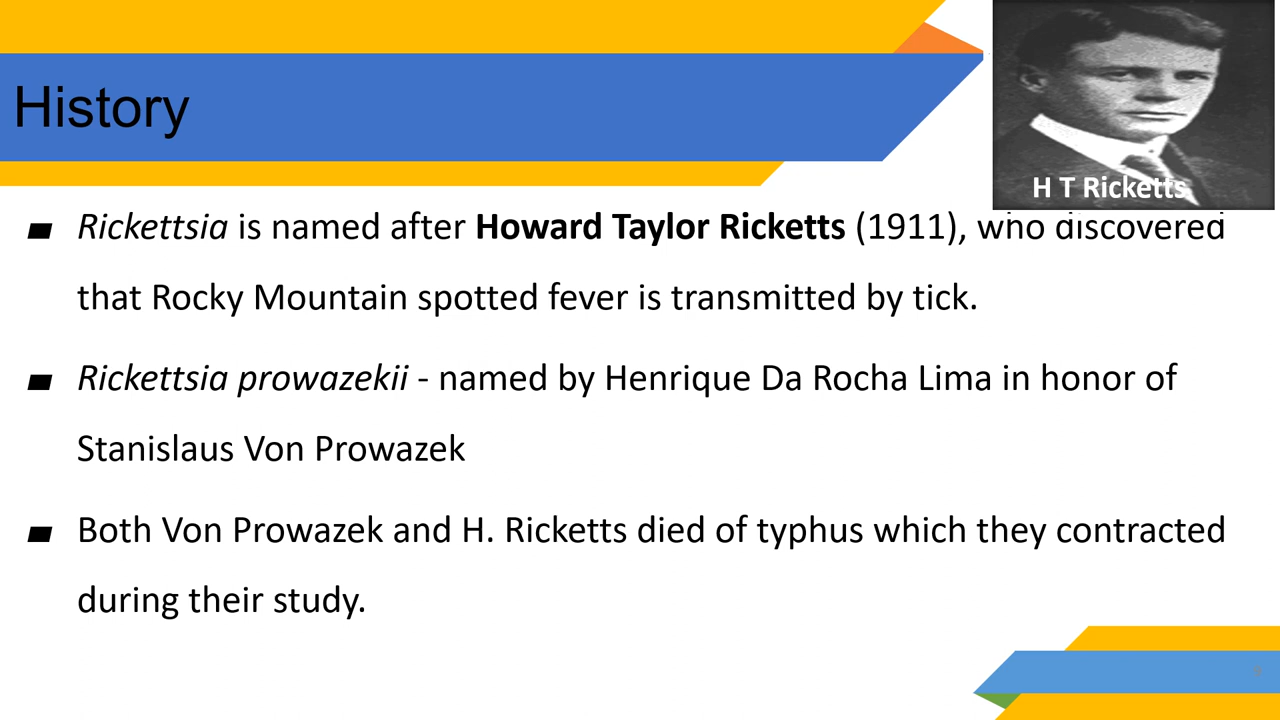 History
H T Ricketts
Rickettsia is named after Howard Taylor Ricketts (1911), who discovered
that Rocky Mountain spotted fever is transmitted by tick.
Rickettsia prowazekii - named by Henrique Da Rocha Lima in honor of
Stanislaus Von Prowazek
Both Von Prowazek and H. Ricketts died of typhus which they contracted
during their study.